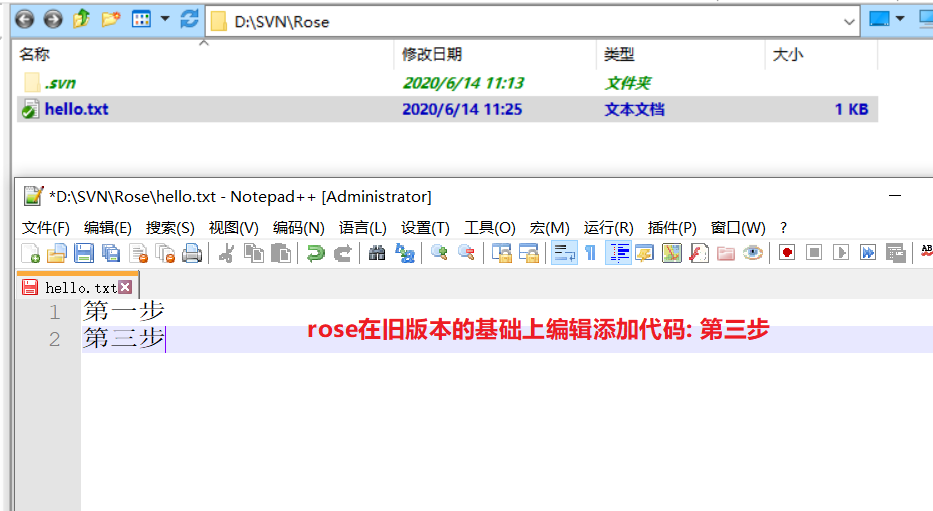 D:\SVN\Rose
名称 修改日期 类型 大小
.svn 2020/6/14 11:13 文件夹
hello.txt 2020/6/14 11:25 文本文档 1 KB
*D:\SVN\Rose\hello.txt - Notepad++ [Administrator]
文件(F) 编辑(E) 搜索(S) 视图(V) 编码(N) 语言(L) 设置(T) 工具(O) 宏(M) 运行(R) 插件(P) 窗口(W) ?
hello.txt
1 第一步
2 第三步
rose在旧版本的基础上编辑添加代码: 第三步